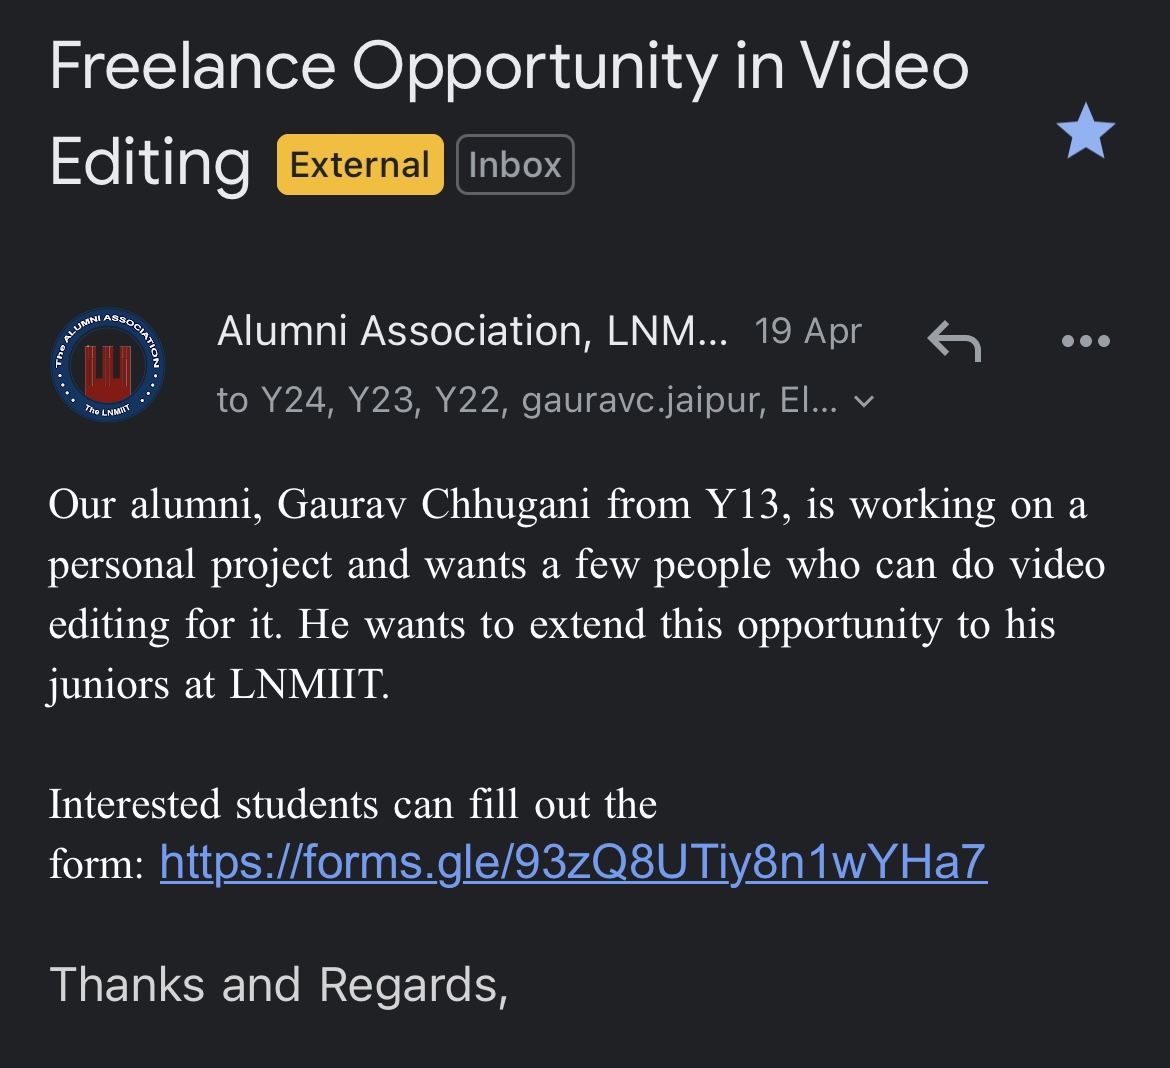 Freelance Opportunity in Video
Editing External Inbox
The ALUMNI ASSOCIATION
The LNMIIT
Alumni Association, LNM... 19 Apr
to Y24, Y23, Y22, gauravc.jaipur, El...
Our alumni, Gaurav Chhugani from Y13, is working on a
personal project and wants a few people who can do video
editing for it. He wants to extend this opportunity to his
juniors at LNMIIT.
Interested students can fill out the
form: https://forms.gle/93zQ8UTiy8n1wYHa7
Thanks and Regards,